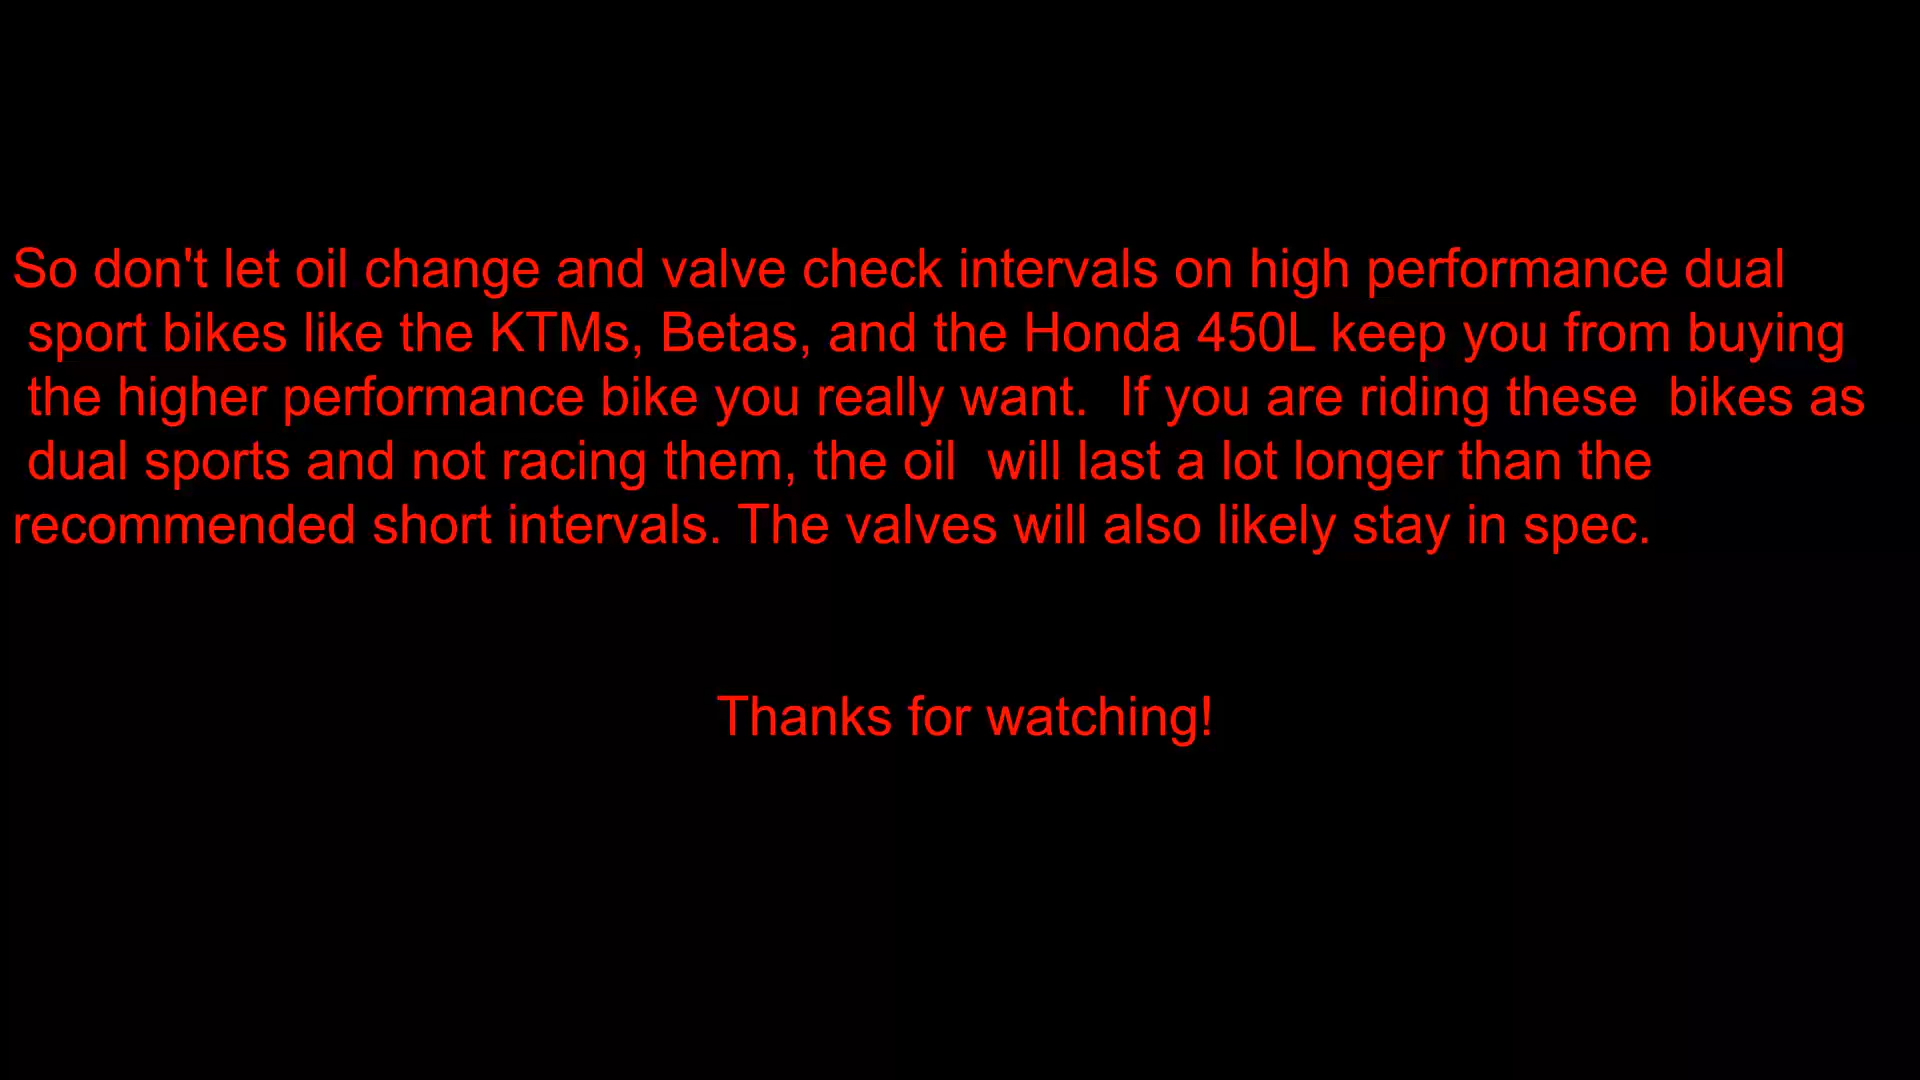 So don't let oil change and valve check intervals on high performance dual
sport bikes like the KTMs, Betas, and the Honda 450L keep you from buying
the higher performance bike you really want.  If you are riding these  bikes as
dual sports and not racing them, the oil  will last a lot longer than the
recommended short intervals. The valves will also likely stay in spec.
Thanks for watching!